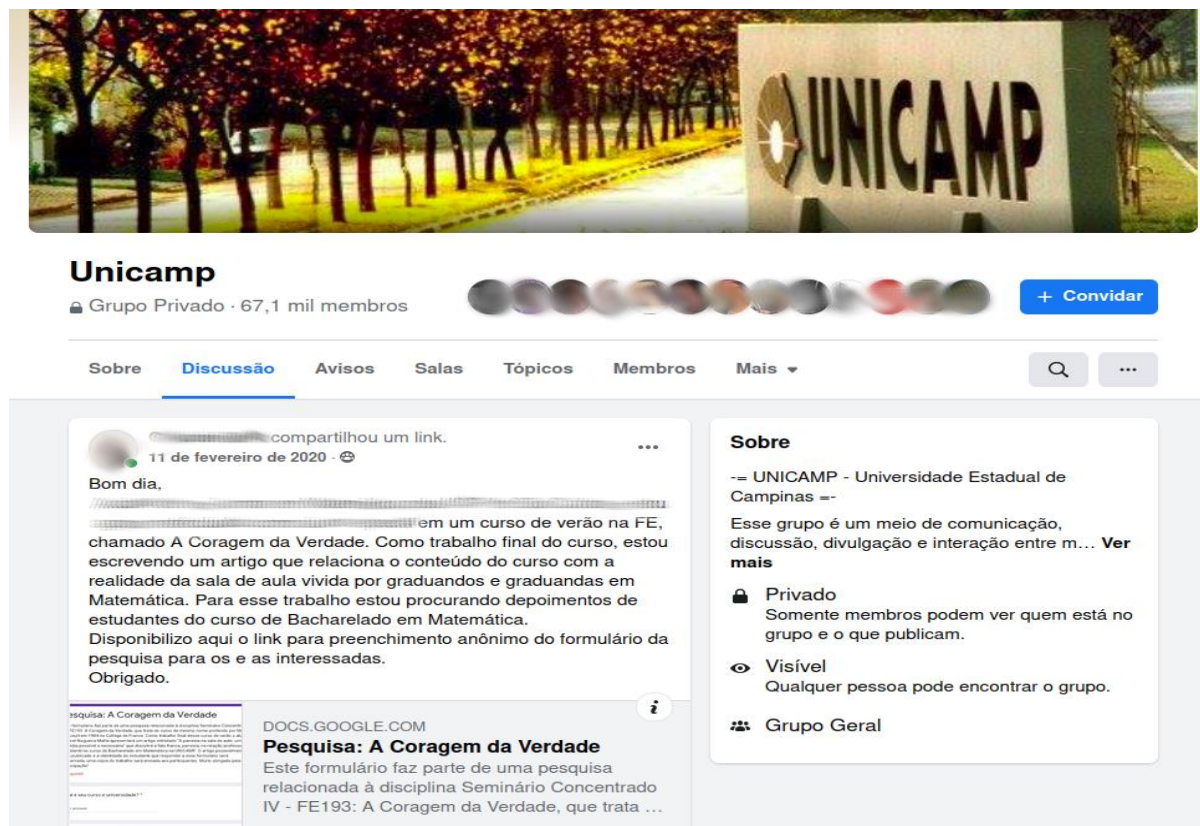 UNICAMP
Unicamp
Grupo Privado · 67,1 mil membros
+ Convidar
Sobre
Discussão
Avisos
Salas
Tópicos
Membros
Mais
compartilhou um link.
11 de fevereiro de 2020 ·
Bom dia,
em um curso de verão na FE,
chamado A Coragem da Verdade. Como trabalho final do curso, estou
escrevendo um artigo que relaciona o conteúdo do curso com a
realidade da sala de aula vivida por graduandos e graduandas em
Matemática. Para esse trabalho estou procurando depoimentos de
estudantes do curso de Bacharelado em Matemática.
Disponibilizo aqui o link para preenchimento anônimo do formulário da
pesquisa para os e as interessadas.
Obrigado.
esquisa: A Coragem da Verdade
DOCS.GOOGLE.COM
Pesquisa: A Coragem da Verdade
Este formulário faz parte de uma pesquisa
relacionada à disciplina Seminário Concentrado
IV - FE193: A Coragem da Verdade, que trata …
Sobre
-= UNICAMP - Universidade Estadual de
Campinas =-
Esse grupo é um meio de comunicação,
discussão, divulgação e interação entre m... Ver
mais
Privado
Somente membros podem ver quem está no
grupo e o que publicam.
Visível
Qualquer pessoa pode encontrar o grupo.
Grupo Geral